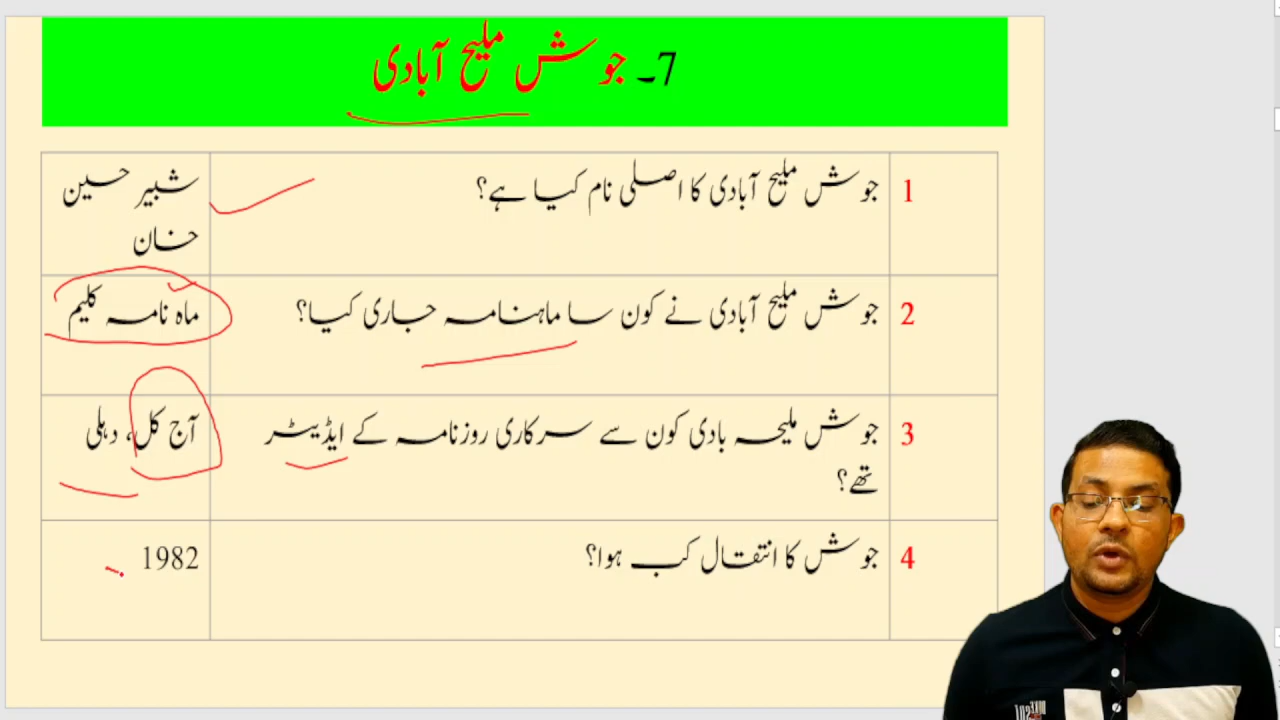 7۔ جوش ملیح آبادی
1 جوش ملیح آبادی کا اصلی نام کیا ہے؟ شبیر حسین
خان
2 جوش ملیح آبادی نے کون سا ماہنامہ جاری کیا؟ ماہ نامہ کلیم
3 جوش ملیحہ بادی کون سے سرکاری روزنامہ کے ایڈیٹر آج کل، دہلی
تھے؟
4 جوش کا انتقال کب ہوا؟ 1982